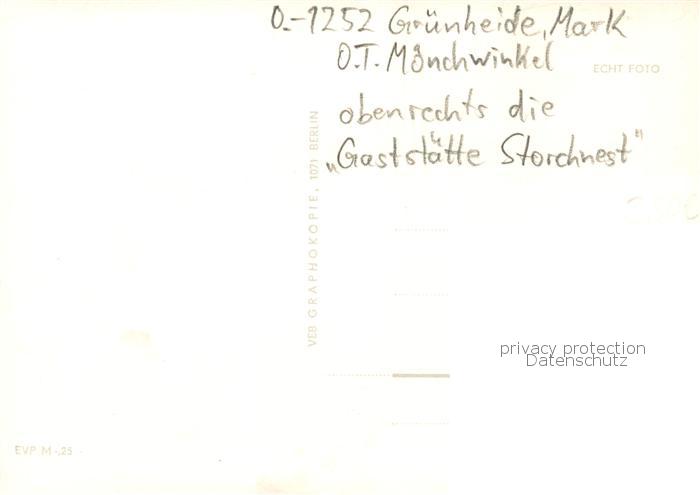 O.-1252 Grünheide, Mark
O.T. Mönchwinkel
ECHT FOTO
obenrechts die
„Gaststätte Storchnest"
VEB GRAPHOKOPIE, 1071 BERLIN
privacy protection
Datenschutz
EVP M -,25